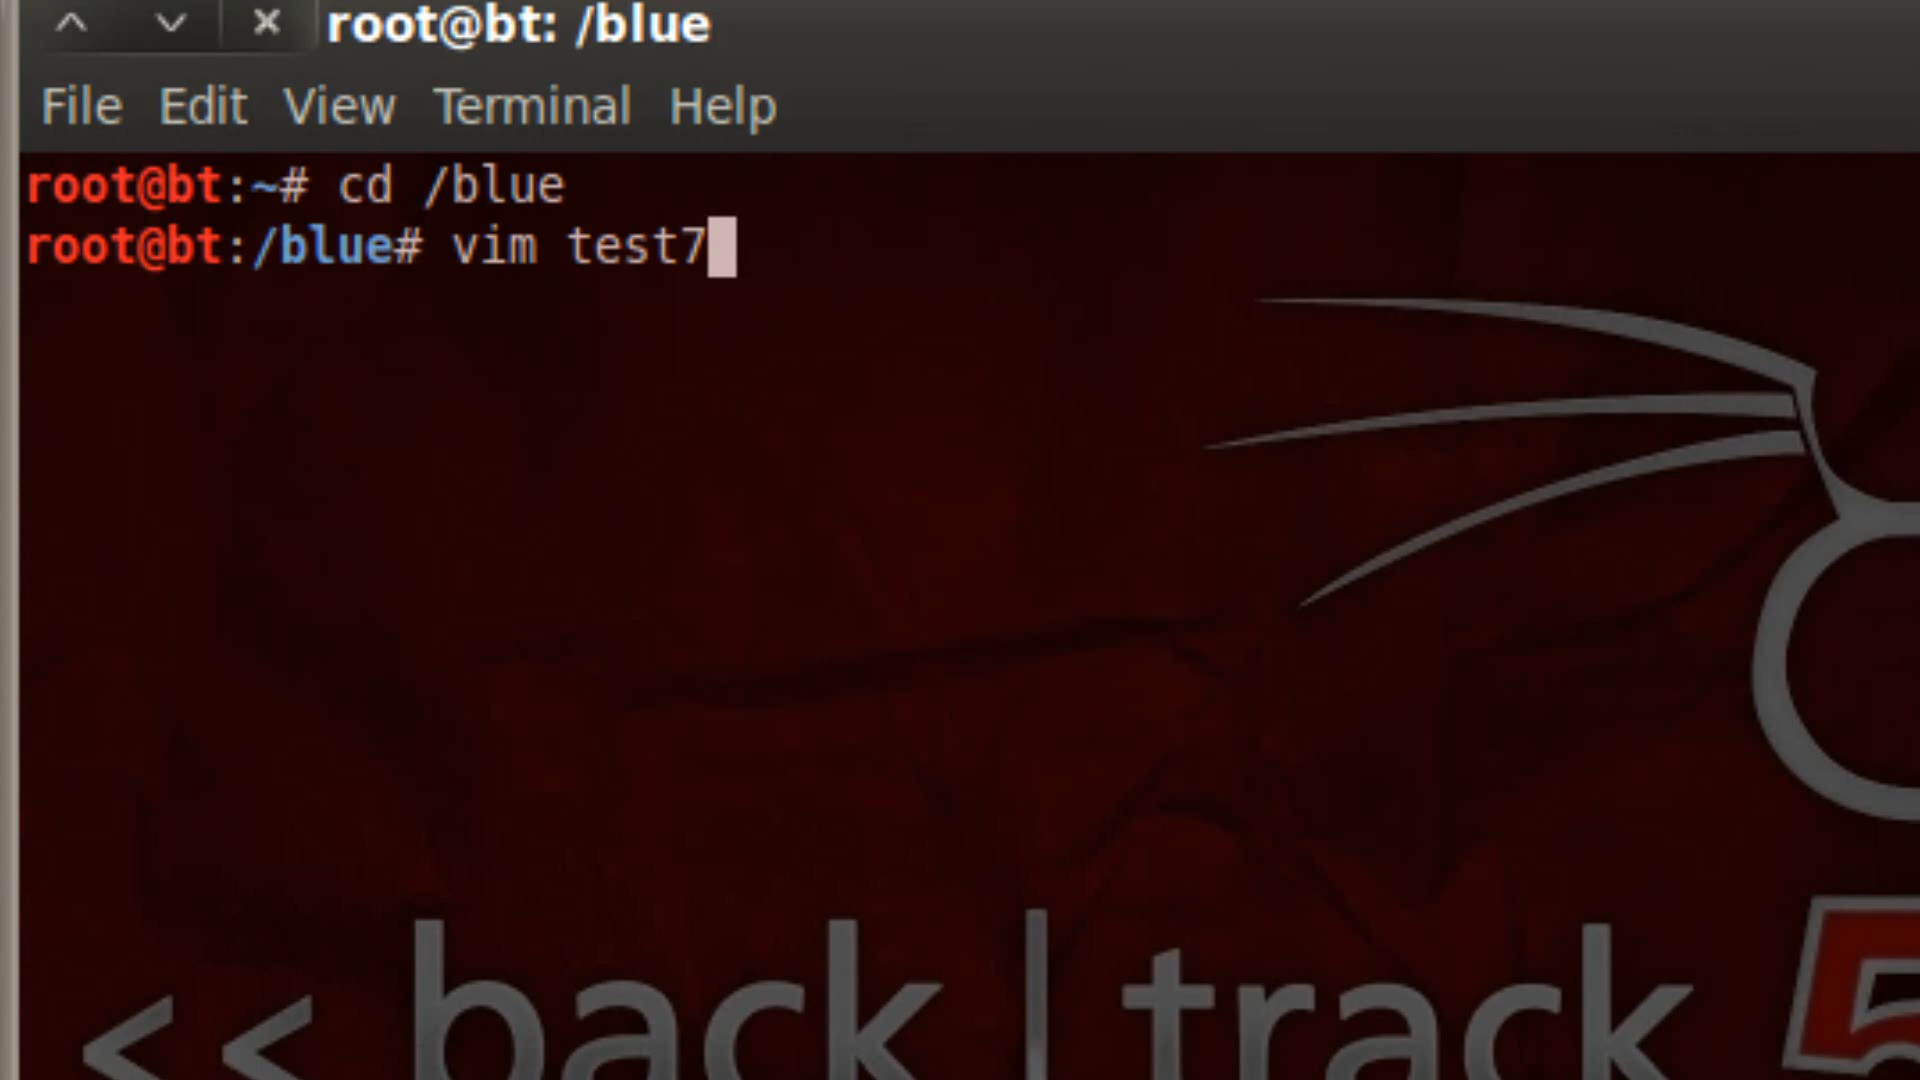 root@bt: /blue
File Edit View Terminal Help
root@bt:~# cd /blue
root@bt:/blue# vim test7
<< back | track 5